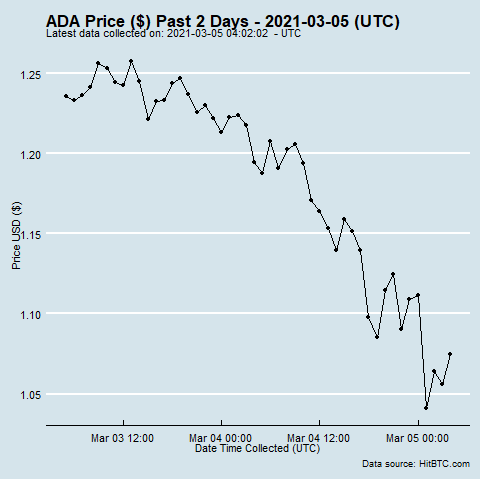 ADA Price ($) Past 2 Days - 2021-03-05 (UTC)
Latest data collected on: 2021-03-05 04:02:02 - UTC
1.25
1.20
1.15
1.10
1.05
Price USD ($)
Mar 03 12:00
Mar 04 00:00
Mar 04 12:00
Mar 05 00:00
Date Time Collected (UTC)
Data source: HitBTC.com